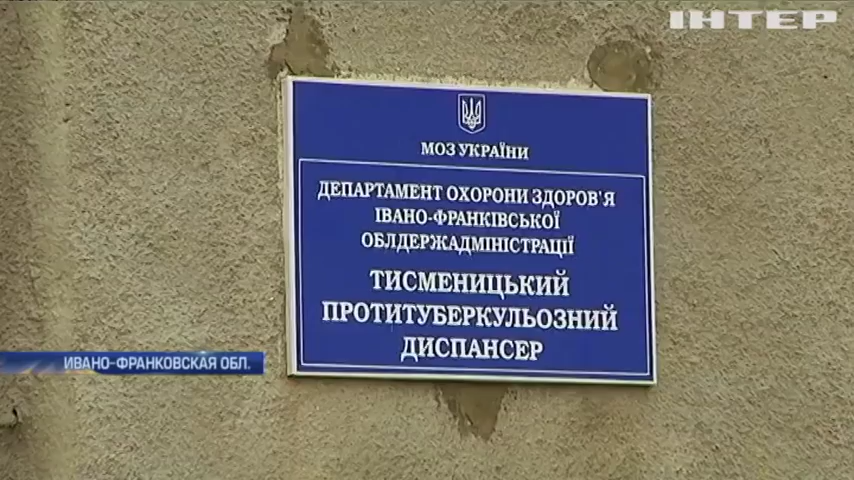 ІНТЕР
МОЗ УКРАЇНИ
ДЕПАРТАМЕНТ ОХОРОНИ ЗДОРОВ'Я
ІВАНО-ФРАНКІВСЬКОЇ
ОБЛДЕРЖАДМІНІСТРАЦІЇ
ТИСМЕНИЦЬКИЙ
ПРОТИТУБЕРКУЛЬОЗНИЙ
ДИСПАНСЕР
ИВАНО-ФРАНКОВСКАЯ ОБЛ.